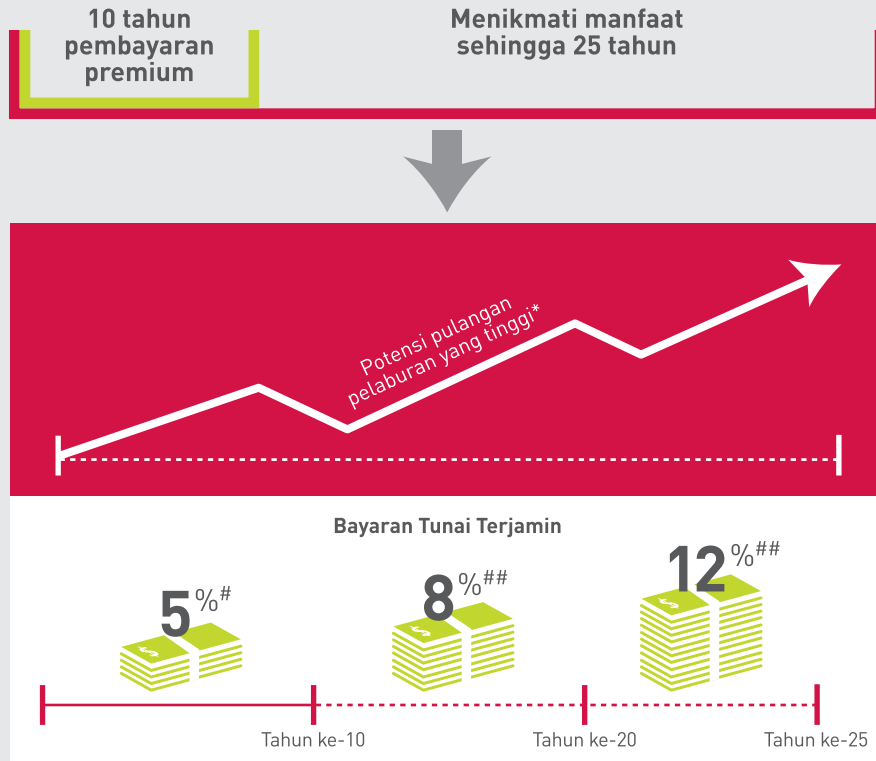 10 tahun
pembayaran
premium
Menikmati manfaat
sehingga 25 tahun
Potensi pulangan
pelaburan yang tinggi*
Bayaran Tunai Terjamin
5%#
8%##
12%##
$
$
$
Tahun ke-10
Tahun ke-20
Tahun ke-25